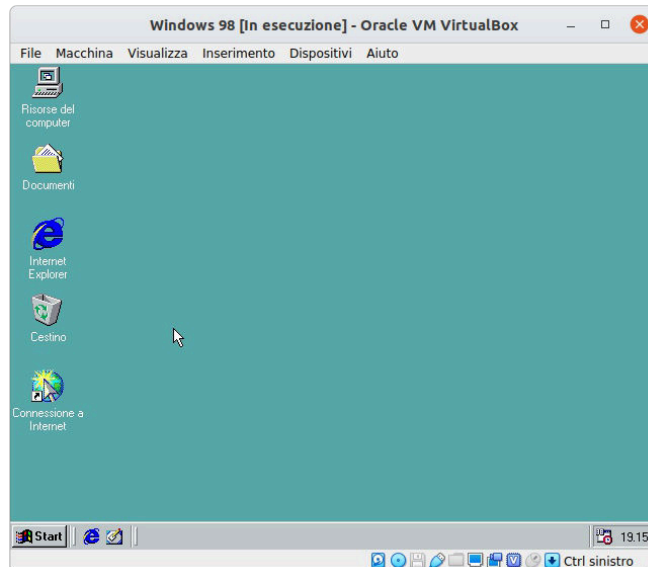 Windows 98 [In esecuzione] - Oracle VM VirtualBox
File Macchina Visualizza Inserimento Dispositivi Aiuto
Risorse del
computer
Documenti
Internet
Explorer
Cestino
Connessione a
Internet
Start
19.15
Ctrl sinistro